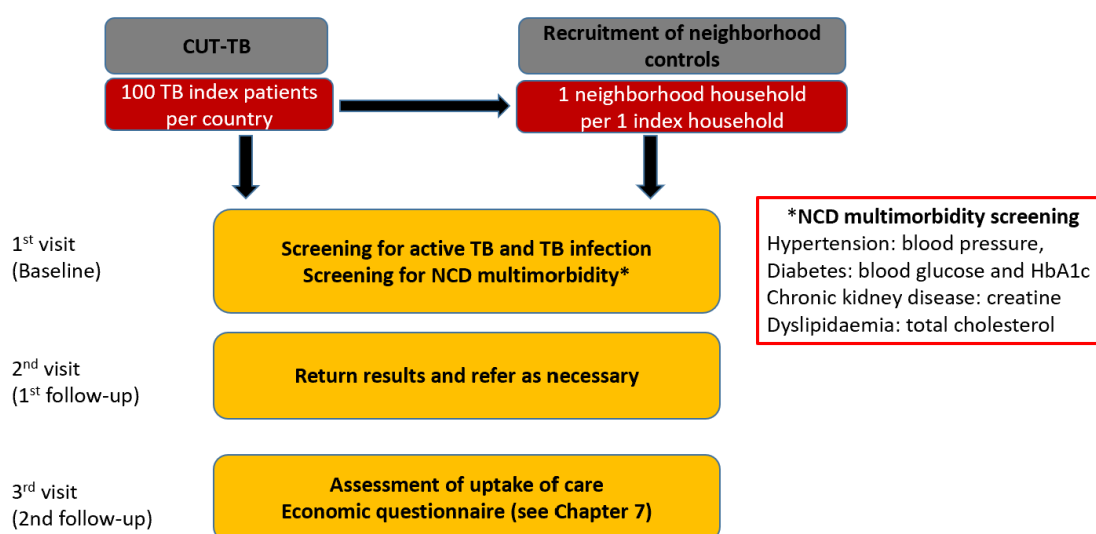 CUT-TB
Recruitment of neighborhood
controls
100 TB index patients
per country
1 neighborhood household
per 1 index household
1st visit
(Baseline)
Screening for active TB and TB infection
Screening for NCD multimorbidity*
*NCD multimorbidity screening
Hypertension: blood pressure,
Diabetes: blood glucose and HbA1c
Chronic kidney disease: creatine
Dyslipidaemia: total cholesterol
2nd visit
(1st follow-up)
Return results and refer as necessary
3rd visit
(2nd follow-up)
Assessment of uptake of care
Economic questionnaire (see Chapter 7)